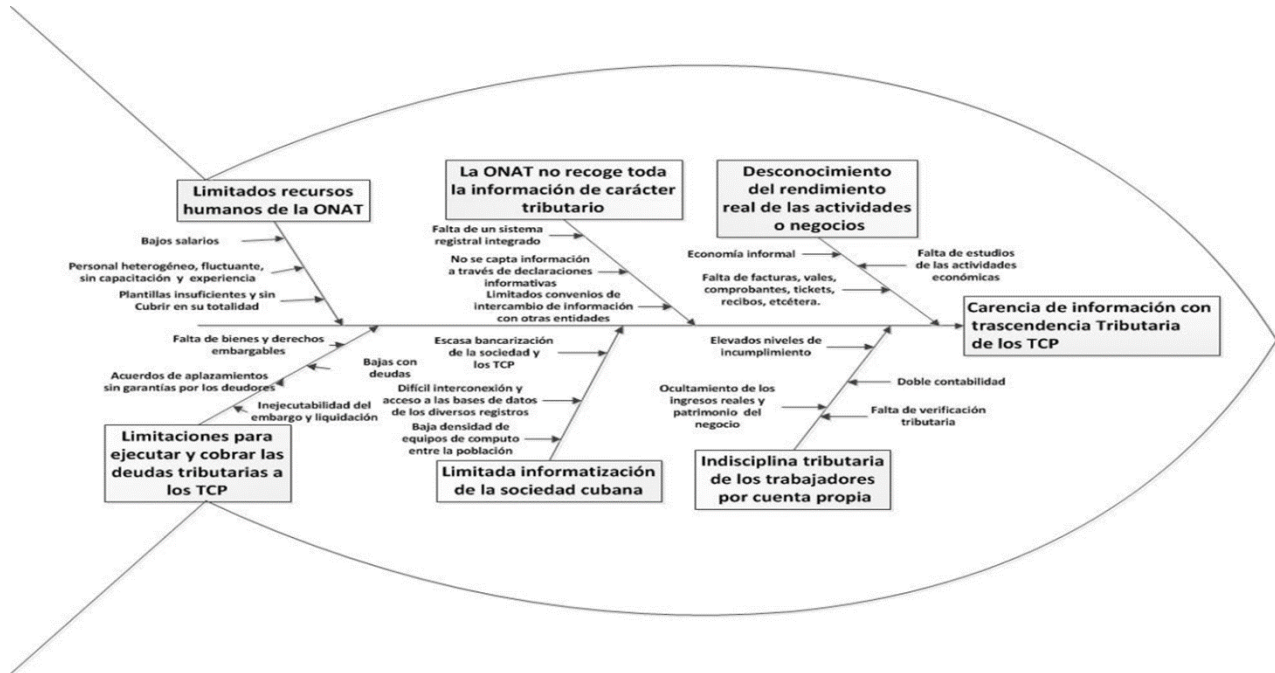 Limitados recursos
humanos de la ONAT
Bajos salarios
Personal heterogéneo, fluctuante,
sin capacitación y experiencia
Plantillas insuficientes y sin
Cubrir en su totalidad
La ONAT no recoge toda
la información de carácter
tributario
Falta de un sistema
registral integrado
No se capta información
a través de declaraciones
informativas
Limitados convenios de
intercambio de información
con otras entidades
Desconocimiento
del rendimiento
real de las actividades
o negocios
Economía informal
Falta de facturas, vales,
comprobantes, tickets,
recibos, etcétera.
Falta de estudios
de las actividades
económicas
Carencia de información con
trascendencia Tributaria
de los TCP
Falta de bienes y derechos
embargables
Bajas con
deudas
Acuerdos de aplazamientos
sin garantías por los deudores
Inejecutabilidad del
embargo y liquidación
Limitaciones para
ejecutar y cobrar las
deudas tributarias a
los TCP
Escasa bancarización
de la sociedad y
los TCP
Difícil interconexión y
acceso a las bases de datos
de los diversos registros
Baja densidad de
equipos de computo
entre la población
Limitada informatización
de la sociedad cubana
Elevados niveles de
incumplimiento
Doble contabilidad
Ocultamiento de los
ingresos reales y
patrimonio del
negocio
Falta de verificación
tributaria
Indisciplina tributaria
de los trabajadores
por cuenta propia